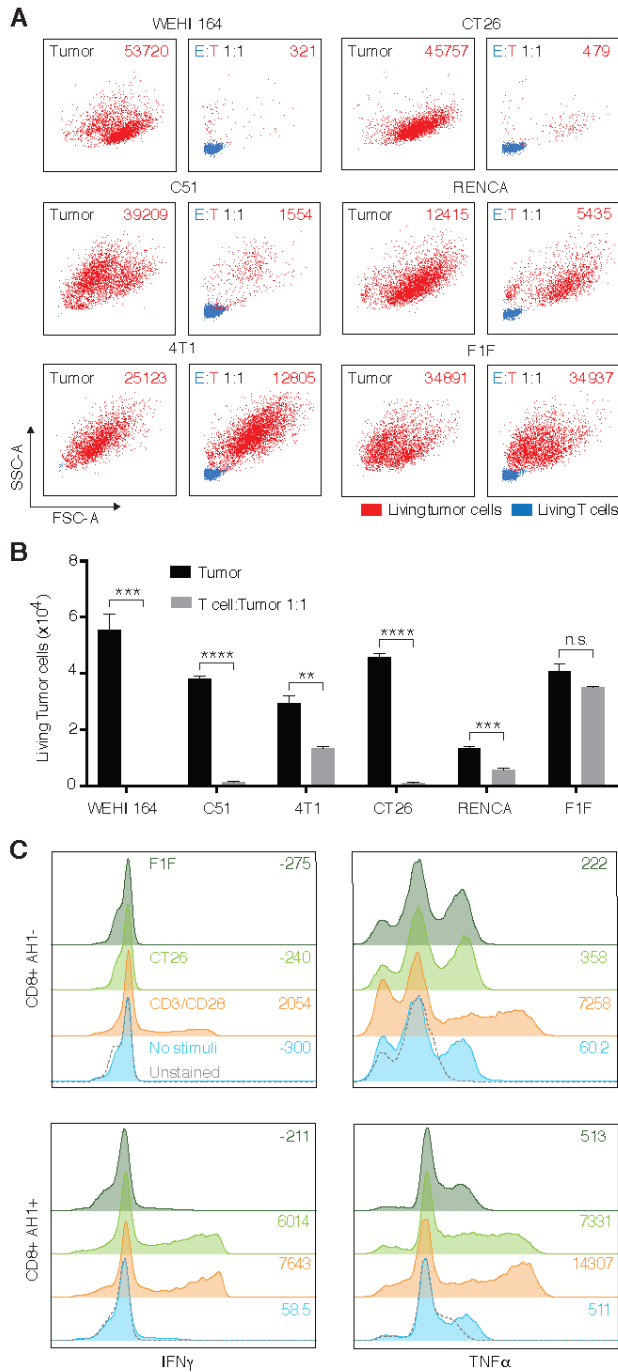 A
WEHI 164
CT26
Tumor 53720
E:T 1:1 321
Tumor 45757
E:T 1:1 479
C51
RENCA
Tumor 39209
E:T 1:1 1554
Tumor 12415
E:T 1:1 5435
4T1
F1F
Tumor 25123
E:T 1:1 12805
Tumor 34891
E:T 1:1 34937
SSC-A
FSC-A
Living tumor cells
Living T cells
B
Living Tumor cells (x10⁴)
8
6
4
2
0
Tumor
T cell:Tumor 1:1
***
****
**
****
***
n.s.
WEHI 164
C51
4T1
CT26
RENCA
F1F
C
CD8+ AH1-
F1F -275
CT26 -240
CD3/CD28 2054
No stimuli -300
Unstained
222
358
7258
60.2
CD8+ AH1+
-211
6014
7643
58.5
513
7331
14307
511
IFNγ
TNFα